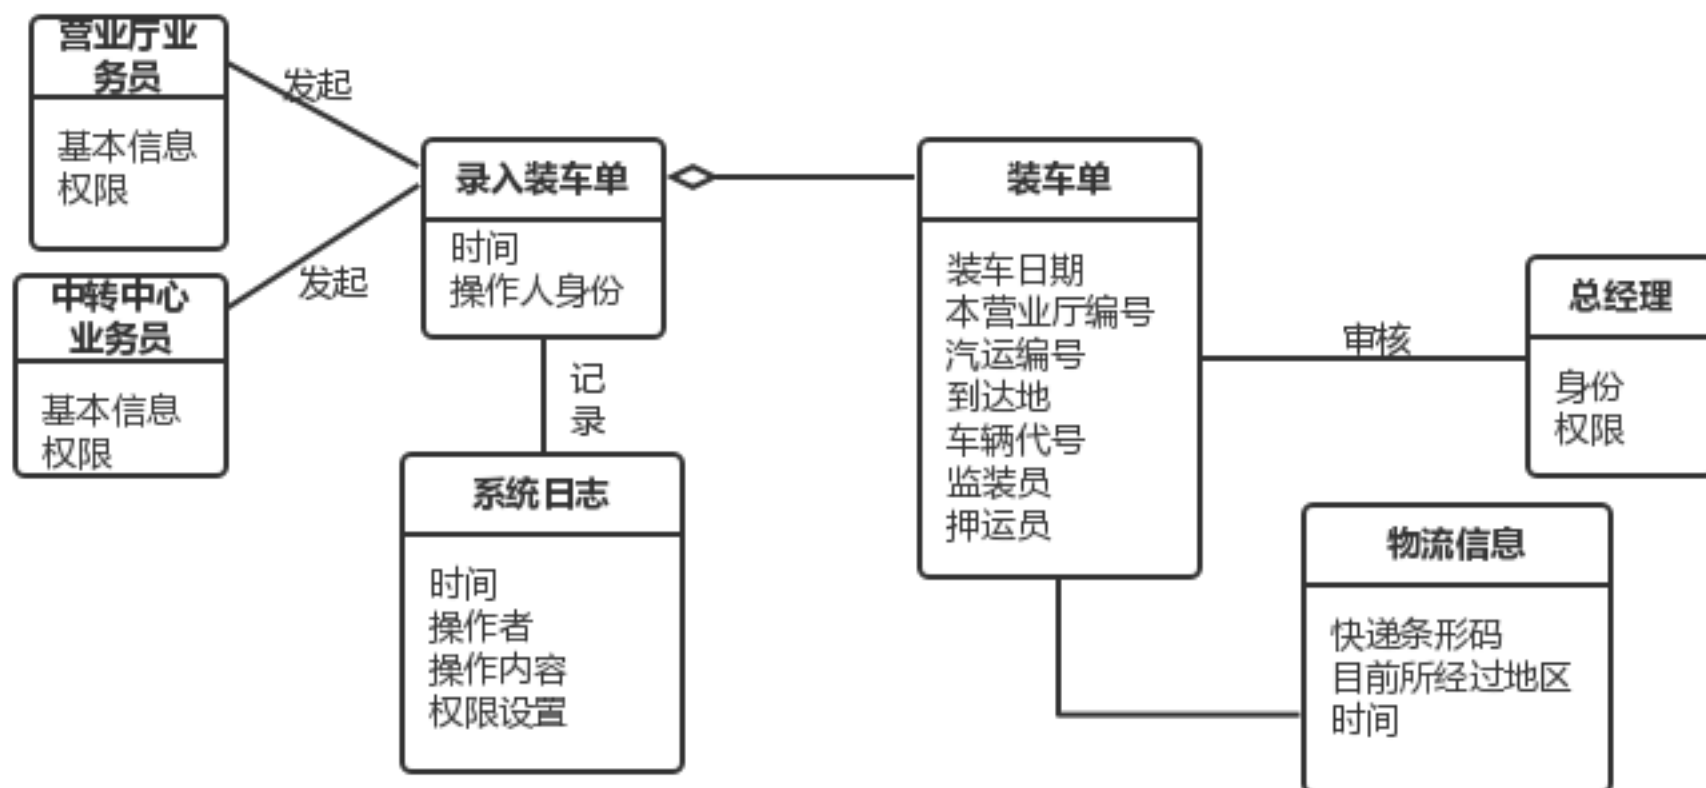 营业厅业
务员
基本信息
权限
发起
中转中心
业务员
基本信息
权限
发起
录入装车单
时间
操作人身份
记
录
系统日志
时间
操作者
操作内容
权限设置
装车单
装车日期
本营业厅编号
汽运编号
到达地
车辆代号
监装员
押运员
审核
总经理
身份
权限
物流信息
快递条形码
目前所经过地区
时间